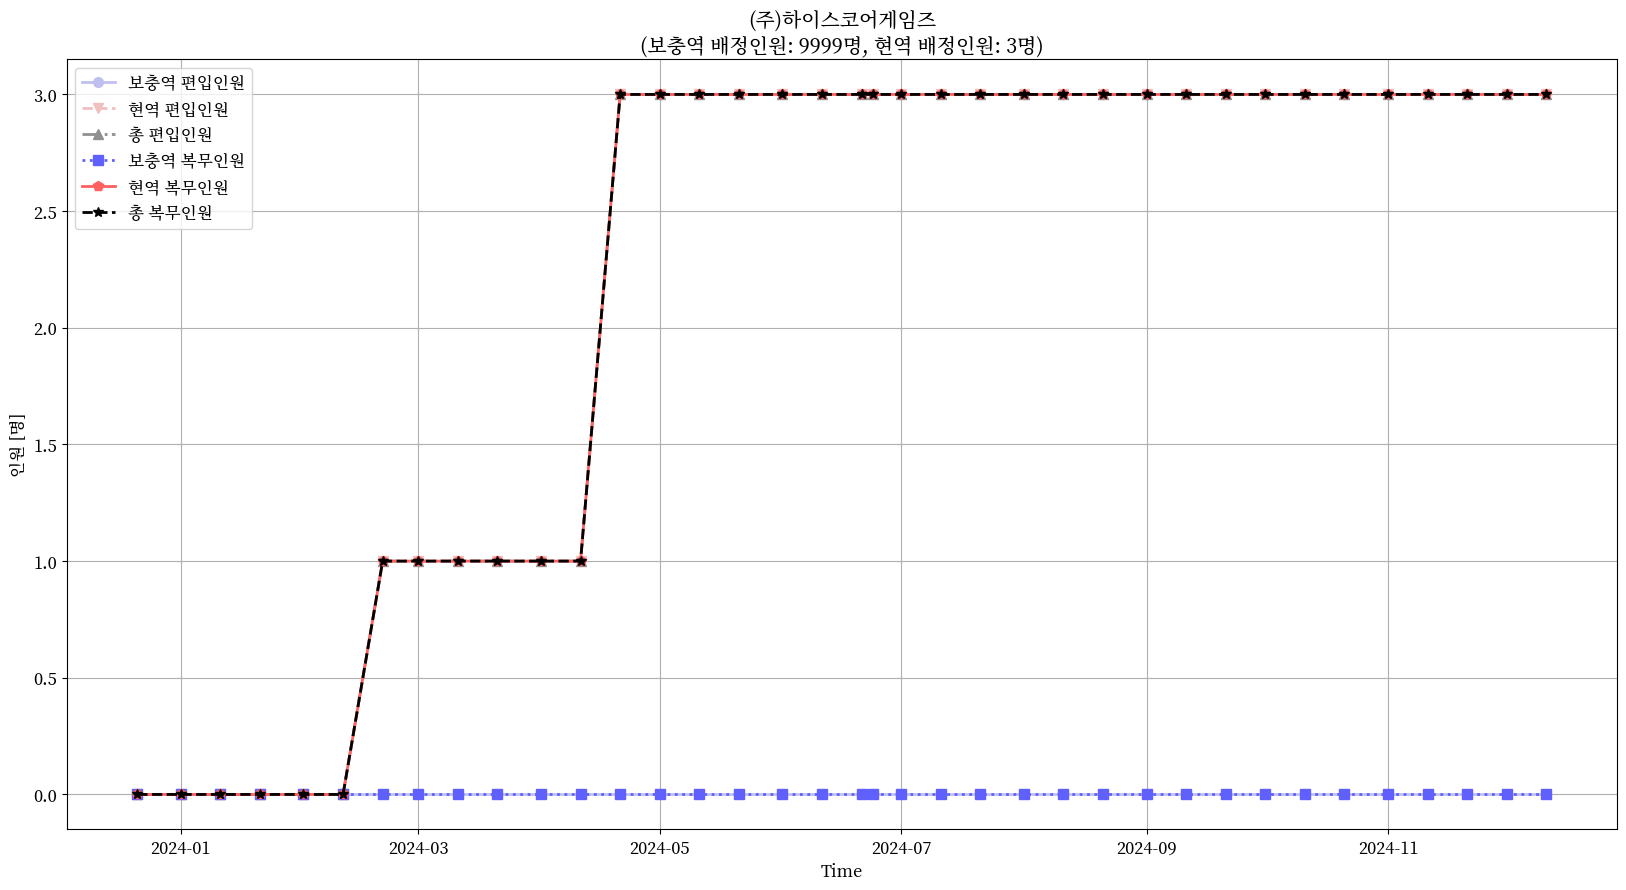 (주)하이스코어게임즈
(보충역 배정인원: 9999명, 현역 배정인원: 3명)
보충역 편입인원
현역 편입인원
총 편입인원
보충역 복무인원
현역 복무인원
총 복무인원
3.0
2.5
2.0
1.5
1.0
0.5
0.0
인원 [명]
2024-01 2024-03 2024-05 2024-07 2024-09 2024-11
Time